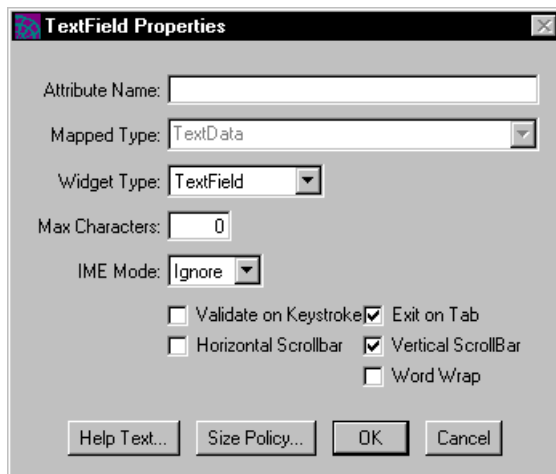 TextField Properties
Attribute Name:
Mapped Type: TextData
Widget Type: TextField
Max Characters: 0
IME Mode: Ignore
Validate on Keystroke Exit on Tab
Horizontal Scrollbar Vertical ScrollBar
Word Wrap
Help Text... Size Policy... OK Cancel